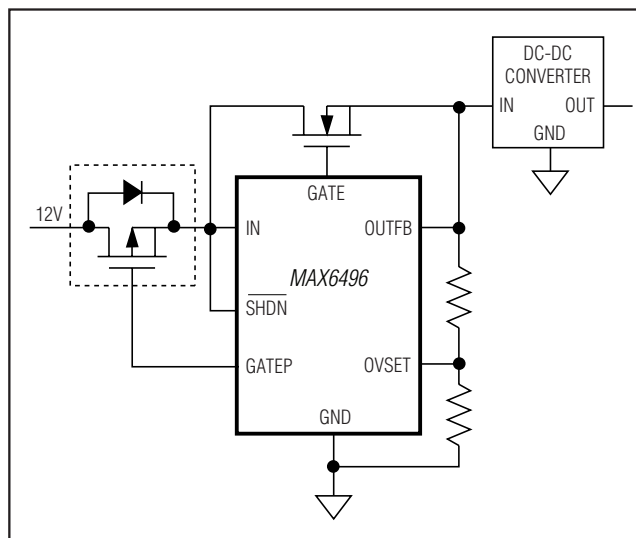 DC-DC
CONVERTER
IN OUT
GND
12V
GATE
IN OUTFB
MAX6496
SHDN
GATEP OVSET
GND